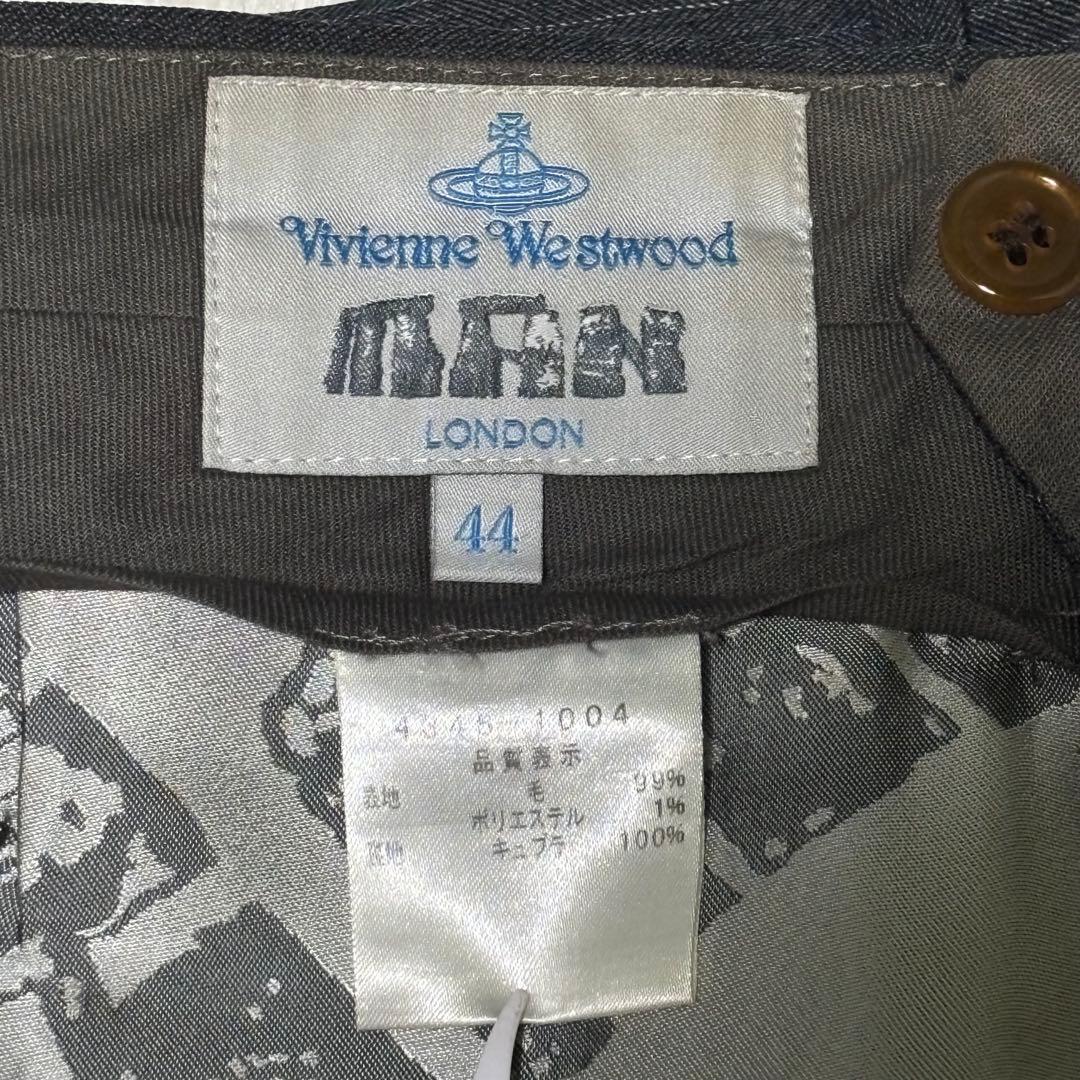 Vivienne Westwood
MAN
LONDON
44
4345-1004
品質表示
表地 毛 99%
ポリエステル 1%
裏地 キュプラ 100%